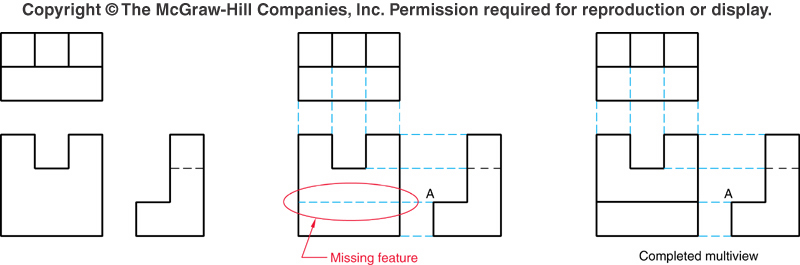 Copyright © The McGraw-Hill Companies, Inc. Permission required for reproduction or display.
A
A
Missing feature
Completed multiview